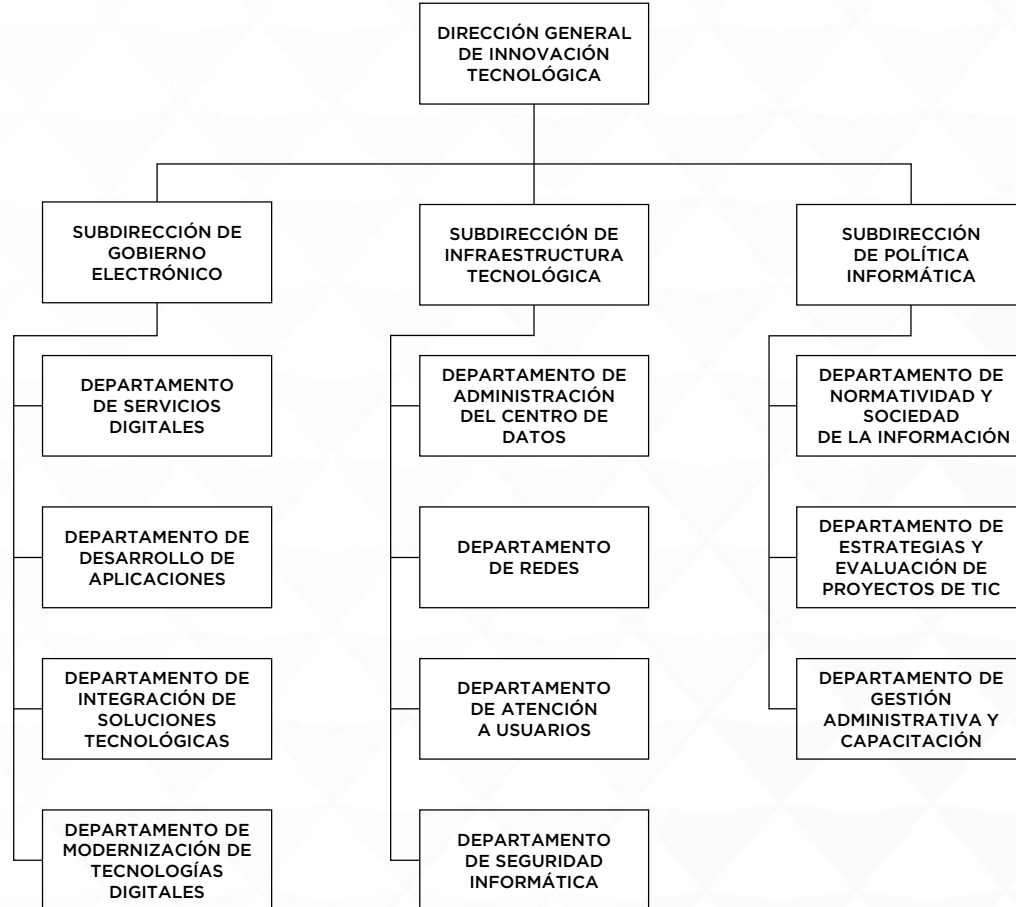 DIRECCIÓN GENERAL
DE INNOVACIÓN
TECNOLÓGICA
SUBDIRECCIÓN DE
GOBIERNO
ELECTRÓNICO
SUBDIRECCIÓN DE
INFRAESTRUCTURA
TECNOLÓGICA
SUBDIRECCIÓN
DE POLÍTICA
INFORMÁTICA
DEPARTAMENTO
DE SERVICIOS
DIGITALES
DEPARTAMENTO DE
ADMINISTRACIÓN
DEL CENTRO DE
DATOS
DEPARTAMENTO DE
NORMATIVIDAD Y
SOCIEDAD
DE LA INFORMACIÓN
DEPARTAMENTO DE
DESARROLLO DE
APLICACIONES
DEPARTAMENTO
DE REDES
DEPARTAMENTO DE
ESTRATEGIAS Y
EVALUACIÓN DE
PROYECTOS DE TIC
DEPARTAMENTO DE
INTEGRACIÓN DE
SOLUCIONES
TECNOLÓGICAS
DEPARTAMENTO
DE ATENCIÓN
A USUARIOS
DEPARTAMENTO DE
GESTIÓN
ADMINISTRATIVA Y
CAPACITACIÓN
DEPARTAMENTO DE
MODERNIZACIÓN DE
TECNOLOGÍAS
DIGITALES
DEPARTAMENTO
DE SEGURIDAD
INFORMÁTICA